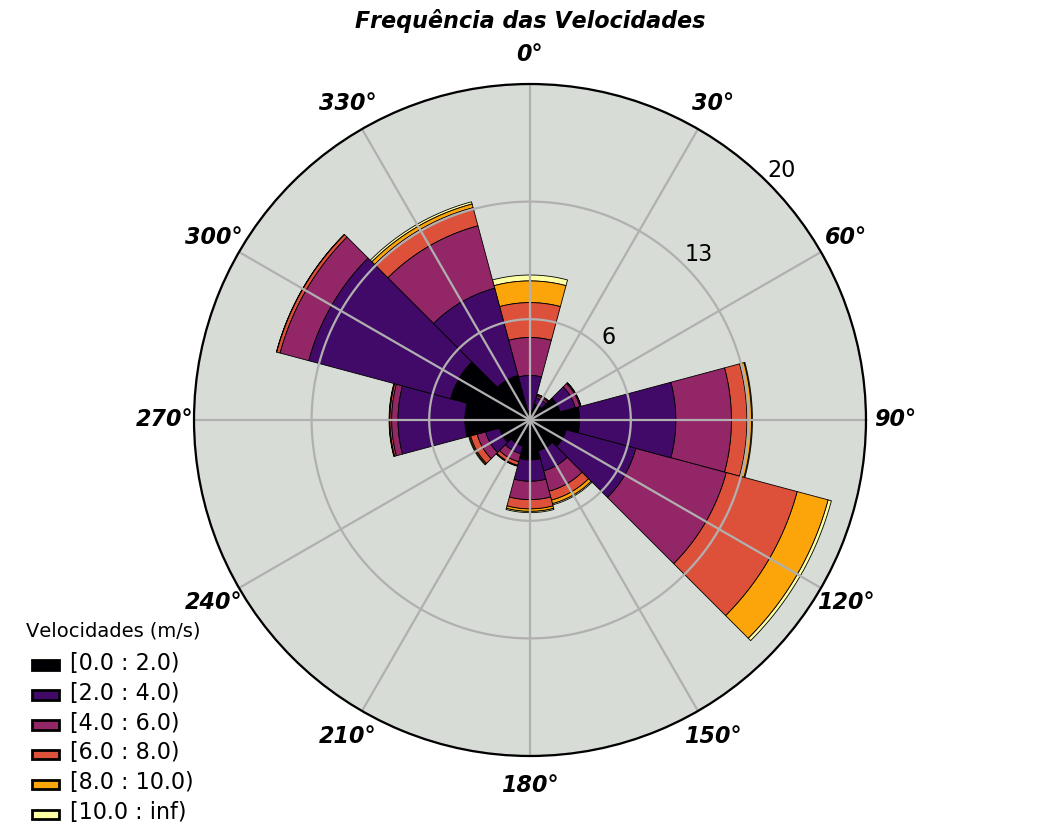 Frequência das Velocidades
0°
330°
30°
20
300°
60°
13
6
270°
90°
240°
120°
210°
150°
180°
Velocidades (m/s)
[0.0 : 2.0)
[2.0 : 4.0)
[4.0 : 6.0)
[6.0 : 8.0)
[8.0 : 10.0)
[10.0 : inf)